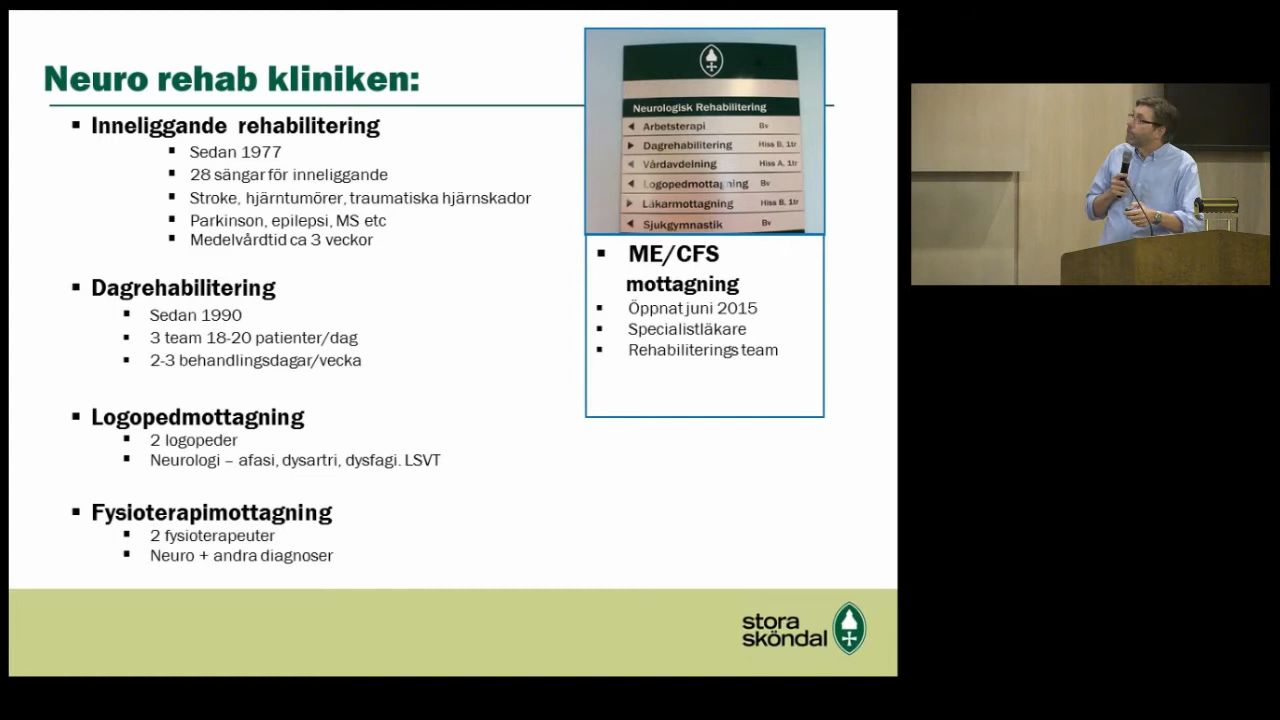 Neuro rehab kliniken:
Inneliggande rehabilitering
Sedan 1977
28 sängar för inneliggande
Stroke, hjärntumörer, traumatiska hjärnskador
Parkinson, epilepsi, MS etc
Medelvårdtid ca 3 veckor
Dagrehabilitering
Sedan 1990
3 team 18-20 patienter/dag
2-3 behandlingsdagar/vecka
Logopedmottagning
2 logopeder
Neurologi – afasi, dysartri, dysfagi. LSVT
Fysioterapimottagning
2 fysioterapeuter
Neuro + andra diagnoser
Neurologisk Rehabilitering
Arbetsterapi Bv
Dagrehabilitering Hiss B, 1tr
Vårdavdelning Hiss A, 1tr
Logopedmottagning Bv
Läkarmottagning Hiss B, 1tr
Sjukgymnastik Bv
ME/CFS
mottagning
Öppnat juni 2015
Specialistläkare
Rehabiliterings team
stora
sköndal